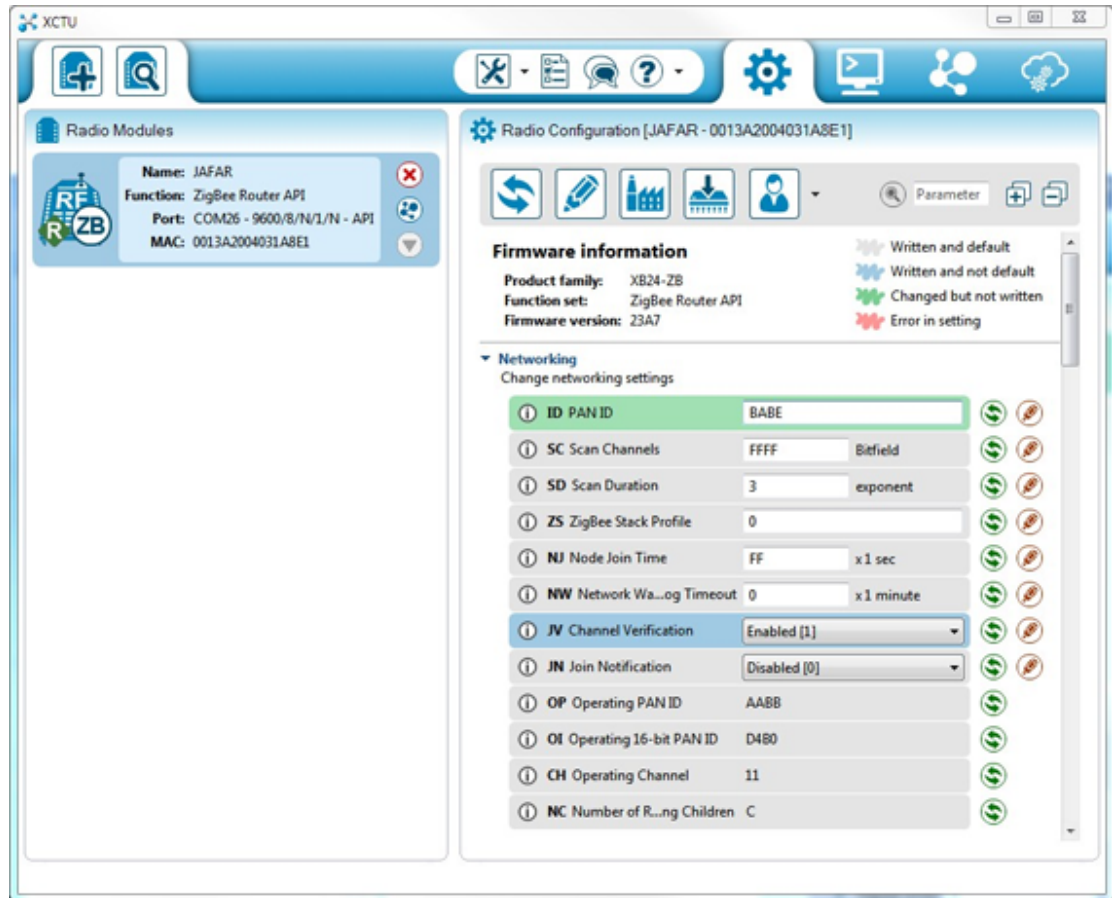 XCTU
Radio Modules
RF
R ZB
Name: JAFAR
Function: ZigBee Router API
Port: COM26 - 9600/8/N/1/N - API
MAC: 0013A2004031A8E1
Radio Configuration [JAFAR - 0013A2004031A8E1]
Parameter
Firmware information
Product family: XB24-ZB
Function set: ZigBee Router API
Firmware version: 23A7
Written and default
Written and not default
Changed but not written
Error in setting
Networking
Change networking settings
ID PAN ID BABE
SC Scan Channels FFFF Bitfield
SD Scan Duration 3 exponent
ZS ZigBee Stack Profile 0
NJ Node Join Time FF x 1 sec
NW Network Wa...og Timeout 0 x 1 minute
JV Channel Verification Enabled [1]
JN Join Notification Disabled [0]
OP Operating PAN ID AABB
OI Operating 16-bit PAN ID D4B0
CH Operating Channel 11
NC Number of R...ng Children C